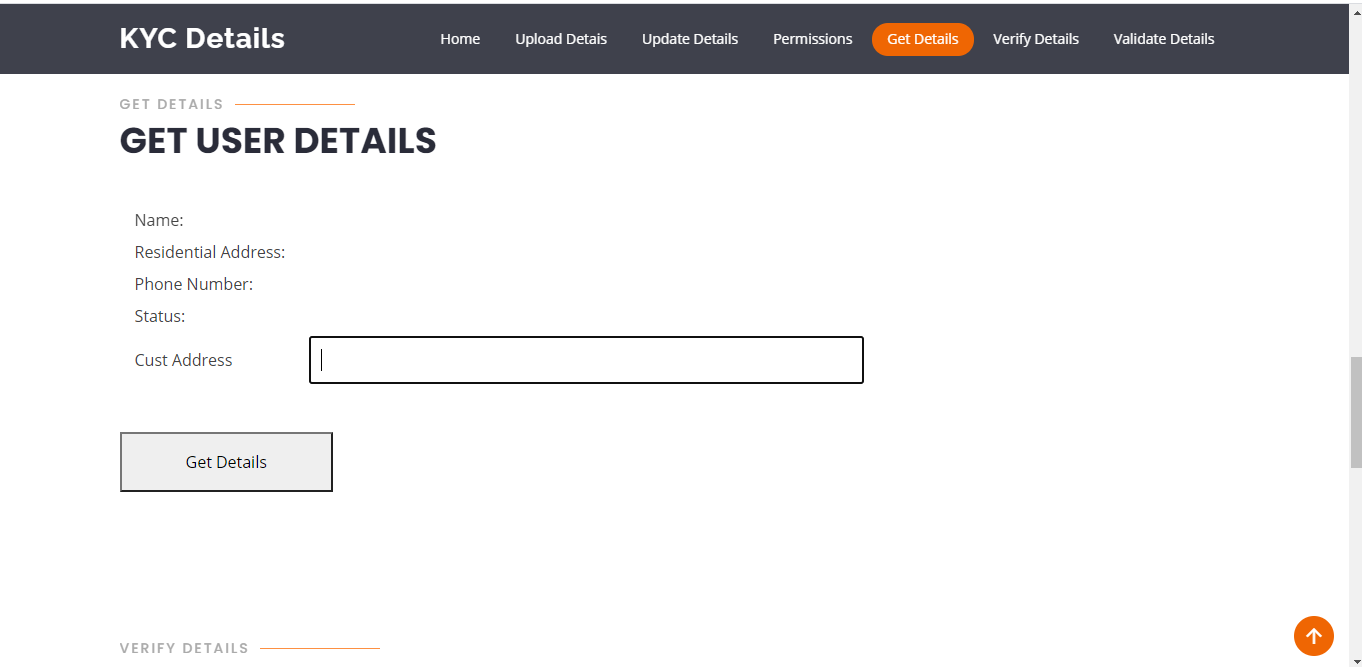 KYC Details
Home Upload Detais Update Details Permissions Get Details Verify Details Validate Details
GET DETAILS
GET USER DETAILS
Name:
Residential Address:
Phone Number:
Status:
Cust Address
Get Details
VERIFY DETAILS